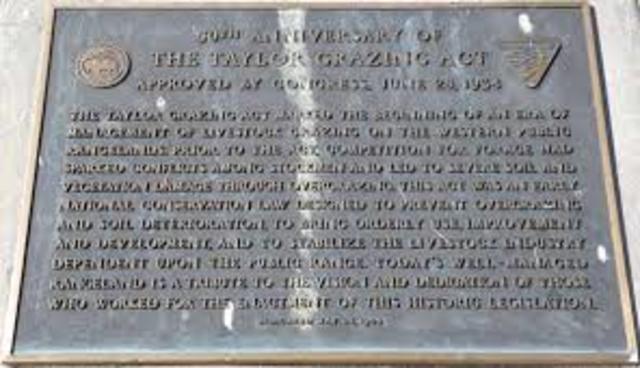 50TH ANNIVERSARY OF
THE TAYLOR GRAZING ACT
APPROVED BY CONGRESS, JUNE 28, 1934
THE TAYLOR GRAZING ACT MARKED THE BEGINNING OF AN ERA OF
MANAGEMENT OF LIVESTOCK GRAZING ON THE WESTERN PUBLIC
RANGELANDS. PRIOR TO THE ACT, COMPETITION FOR FORAGE HAD
SPARKED CONFLICTS AMONG STOCKMEN AND LED TO SEVERE SOIL AND
VEGETATION DAMAGE THROUGH OVERGRAZING. THIS ACT WAS AN EARLY
NATIONAL CONSERVATION LAW DESIGNED TO PREVENT OVERGRAZING
AND SOIL DETERIORATION, TO BRING ORDERLY USE, IMPROVEMENT
AND DEVELOPMENT, AND TO STABILIZE THE LIVESTOCK INDUSTRY
DEPENDENT UPON THE PUBLIC RANGE. TODAY'S WELL-MANAGED
RANGELAND IS A TRIBUTE TO THE VISION AND DEDICATION OF THOSE
WHO WORKED FOR THE ENACTMENT OF THIS HISTORIC LEGISLATION.